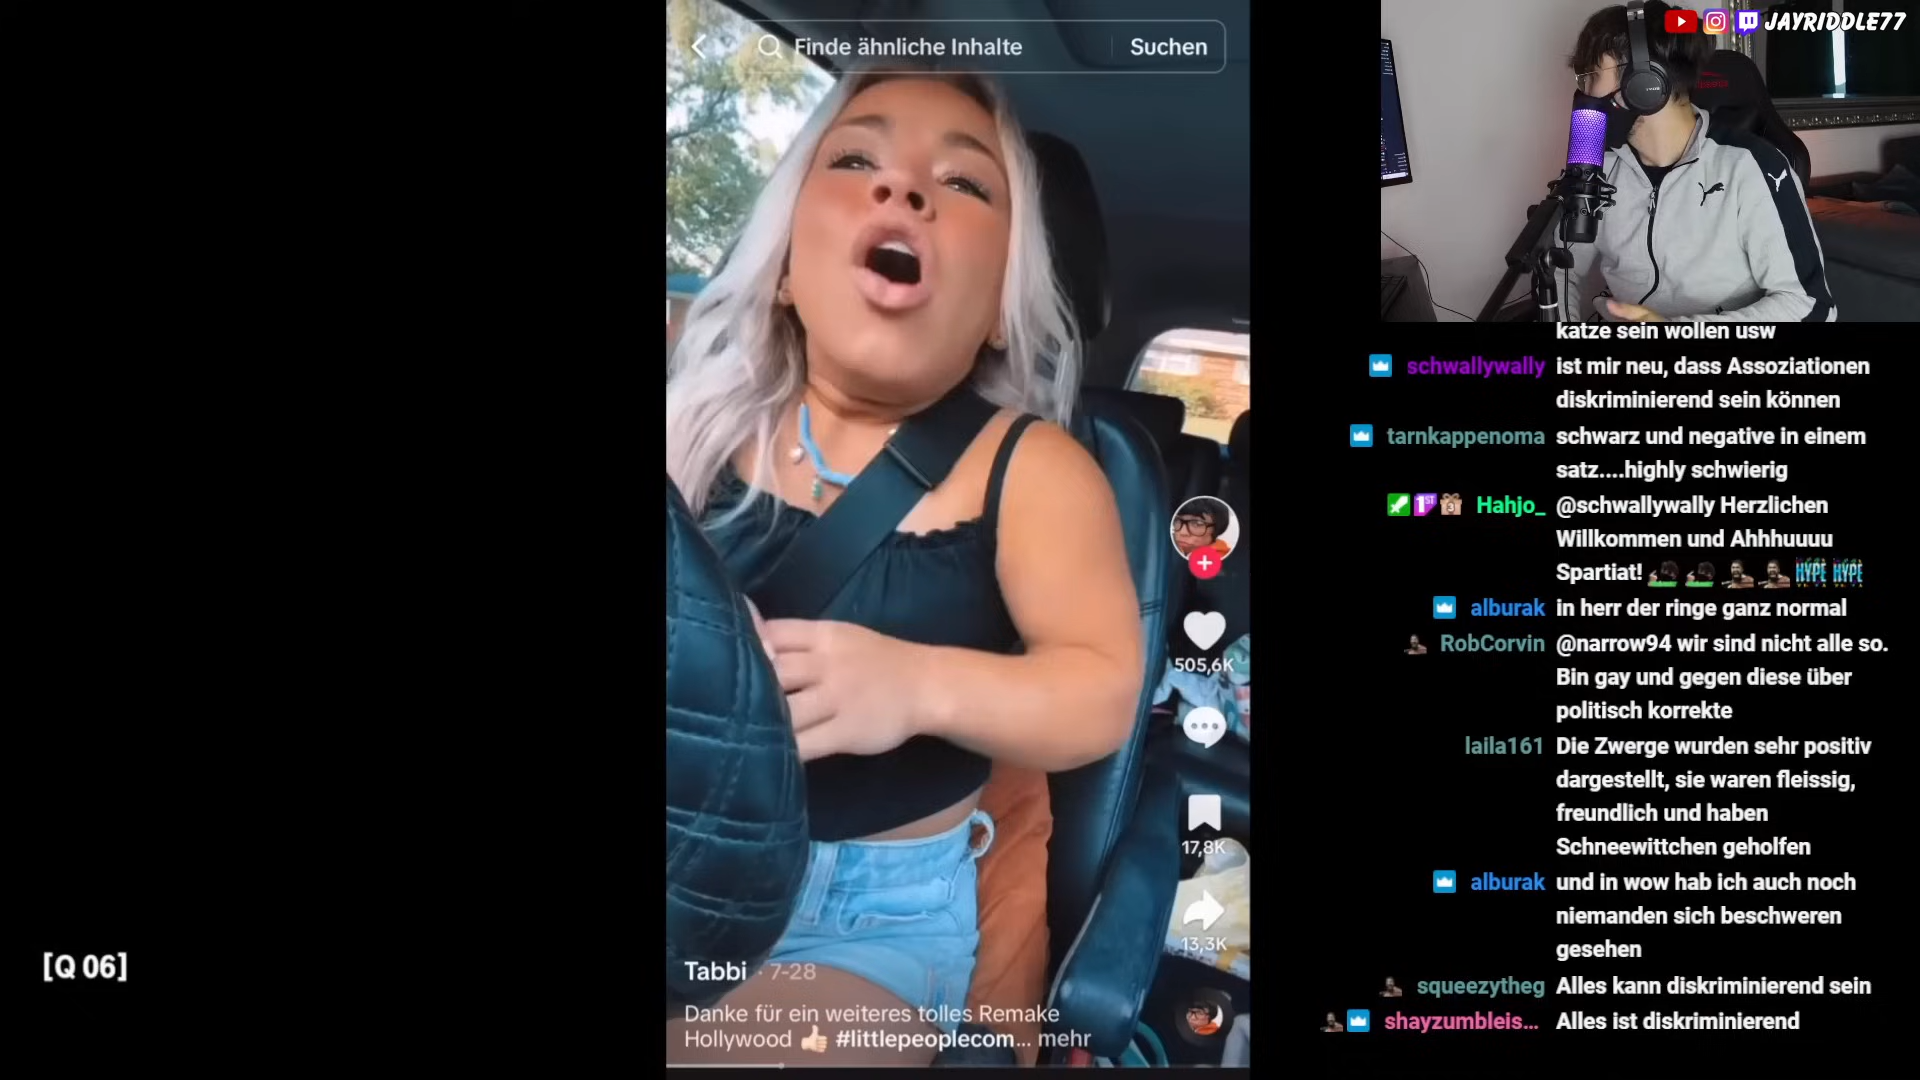 Finde ähnliche Inhalte
Suchen
JAYRIDDLE77
505,6K
17,8K
13,3K
Tabbi · 7-28
Danke für ein weiteres tolles Remake
Hollywood 👍🏻 #littlepeoplecom... mehr
[Q 06]
katze sein wollen usw
schwallywally ist mir neu, dass Assoziationen
diskriminierend sein können
tarnkappenoma schwarz und negative in einem
satz....highly schwierig
Hahjo_ @schwallywally Herzlichen
Willkommen und Ahhhuuuu
Spartiat! HYPE HYPE
alburak in herr der ringe ganz normal
RobCorvin @narrow94 wir sind nicht alle so.
Bin gay und gegen diese über
politisch korrekte
laila161 Die Zwerge wurden sehr positiv
dargestellt, sie waren fleissig,
freundlich und haben
Schneewittchen geholfen
alburak und in wow hab ich auch noch
niemanden sich beschweren
gesehen
squeezytheg Alles kann diskriminierend sein
shayzumbleis... Alles ist diskriminierend